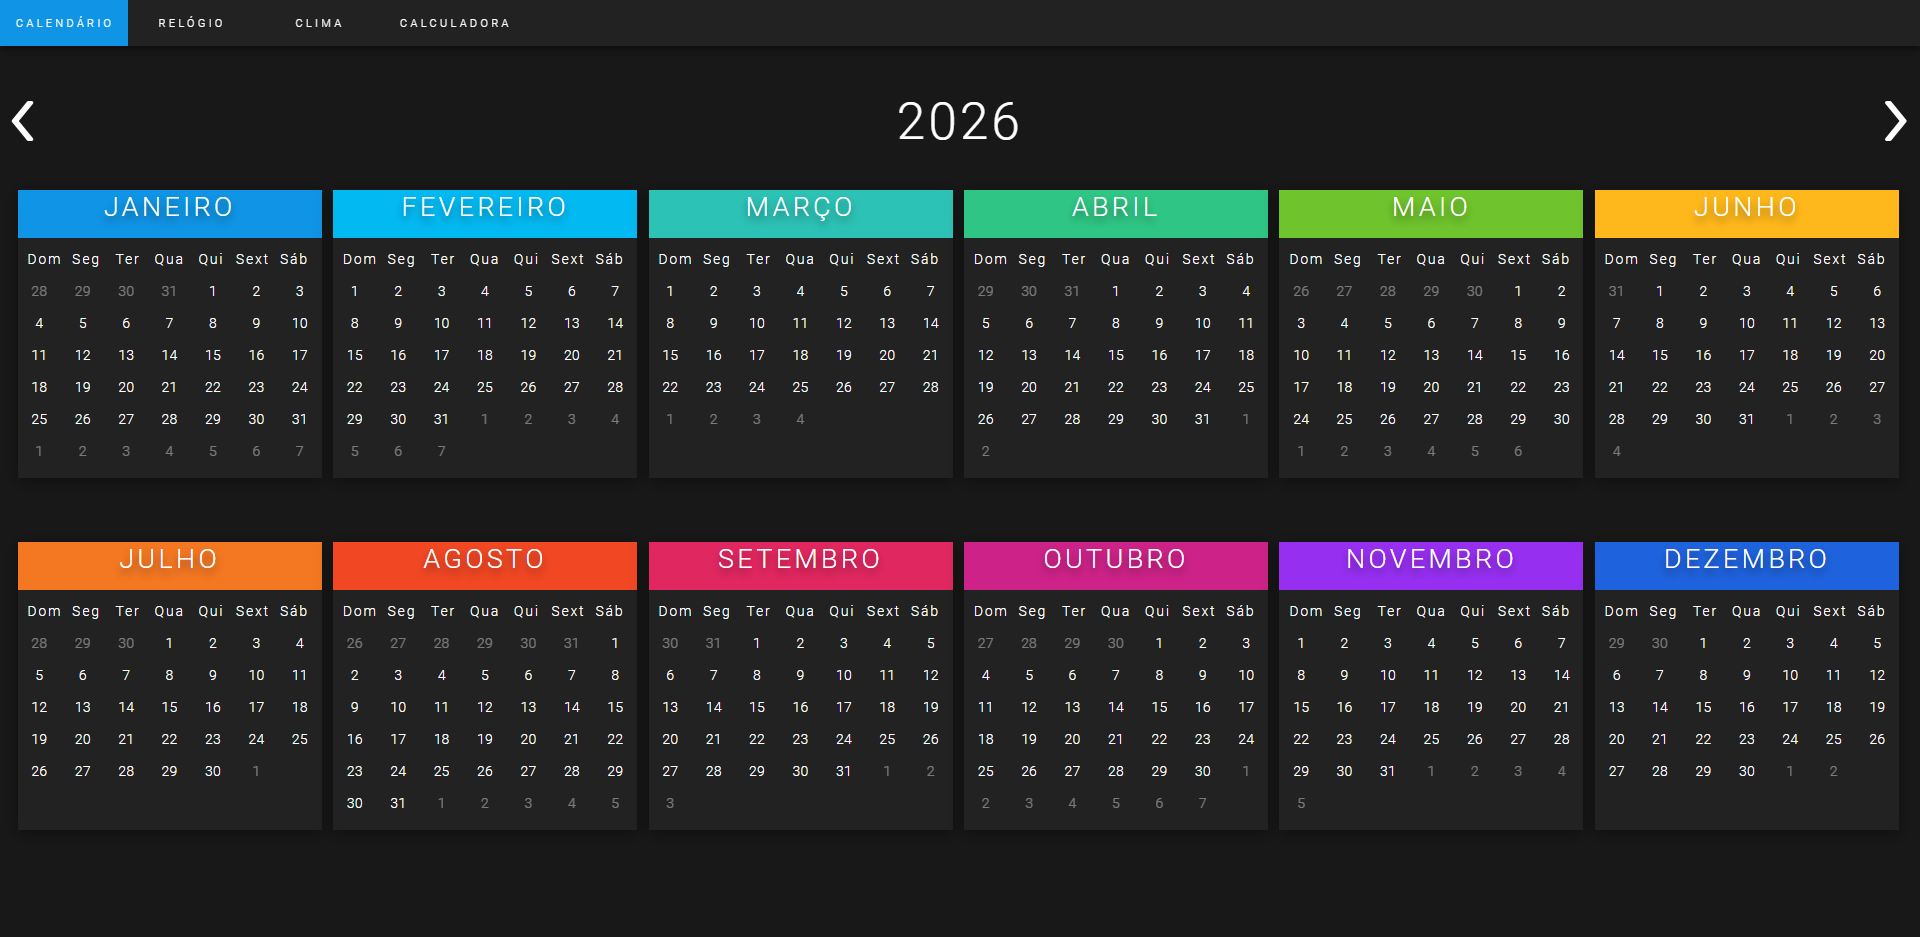 CALENDÁRIO RELÓGIO CLIMA CALCULADORA
❮ 2026 ❯
JANEIRO
Dom Seg Ter Qua Qui Sext Sáb
28 29 30 31 1 2 3
4 5 6 7 8 9 10
11 12 13 14 15 16 17
18 19 20 21 22 23 24
25 26 27 28 29 30 31
1 2 3 4 5 6 7
FEVEREIRO
Dom Seg Ter Qua Qui Sext Sáb
1 2 3 4 5 6 7
8 9 10 11 12 13 14
15 16 17 18 19 20 21
22 23 24 25 26 27 28
29 30 31 1 2 3 4
5 6 7
MARÇO
Dom Seg Ter Qua Qui Sext Sáb
1 2 3 4 5 6 7
8 9 10 11 12 13 14
15 16 17 18 19 20 21
22 23 24 25 26 27 28
1 2 3 4
ABRIL
Dom Seg Ter Qua Qui Sext Sáb
29 30 31 1 2 3 4
5 6 7 8 9 10 11
12 13 14 15 16 17 18
19 20 21 22 23 24 25
26 27 28 29 30 31 1
2
MAIO
Dom Seg Ter Qua Qui Sext Sáb
26 27 28 29 30 1 2
3 4 5 6 7 8 9
10 11 12 13 14 15 16
17 18 19 20 21 22 23
24 25 26 27 28 29 30
1 2 3 4 5 6
JUNHO
Dom Seg Ter Qua Qui Sext Sáb
31 1 2 3 4 5 6
7 8 9 10 11 12 13
14 15 16 17 18 19 20
21 22 23 24 25 26 27
28 29 30 31 1 2 3
4
JULHO
Dom Seg Ter Qua Qui Sext Sáb
28 29 30 1 2 3 4
5 6 7 8 9 10 11
12 13 14 15 16 17 18
19 20 21 22 23 24 25
26 27 28 29 30 1
AGOSTO
Dom Seg Ter Qua Qui Sext Sáb
26 27 28 29 30 31 1
2 3 4 5 6 7 8
9 10 11 12 13 14 15
16 17 18 19 20 21 22
23 24 25 26 27 28 29
30 31 1 2 3 4 5
SETEMBRO
Dom Seg Ter Qua Qui Sext Sáb
30 31 1 2 3 4 5
6 7 8 9 10 11 12
13 14 15 16 17 18 19
20 21 22 23 24 25 26
27 28 29 30 31 1 2
3
OUTUBRO
Dom Seg Ter Qua Qui Sext Sáb
27 28 29 30 1 2 3
4 5 6 7 8 9 10
11 12 13 14 15 16 17
18 19 20 21 22 23 24
25 26 27 28 29 30 1
2 3 4 5 6 7
NOVEMBRO
Dom Seg Ter Qua Qui Sext Sáb
1 2 3 4 5 6 7
8 9 10 11 12 13 14
15 16 17 18 19 20 21
22 23 24 25 26 27 28
29 30 31 1 2 3 4
5
DEZEMBRO
Dom Seg Ter Qua Qui Sext Sáb
29 30 1 2 3 4 5
6 7 8 9 10 11 12
13 14 15 16 17 18 19
20 21 22 23 24 25 26
27 28 29 30 1 2